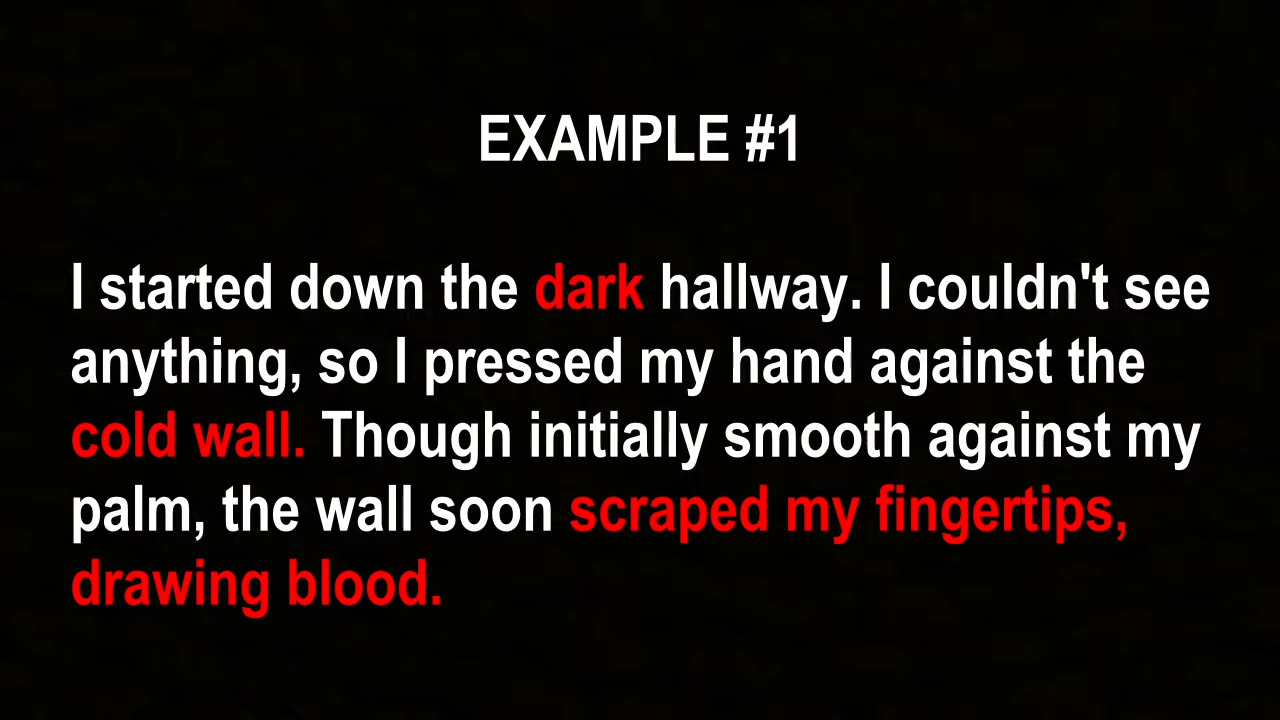 EXAMPLE #1
I started down the dark hallway. I couldn't see
anything, so I pressed my hand against the
cold wall. Though initially smooth against my
palm, the wall soon scraped my fingertips,
drawing blood.